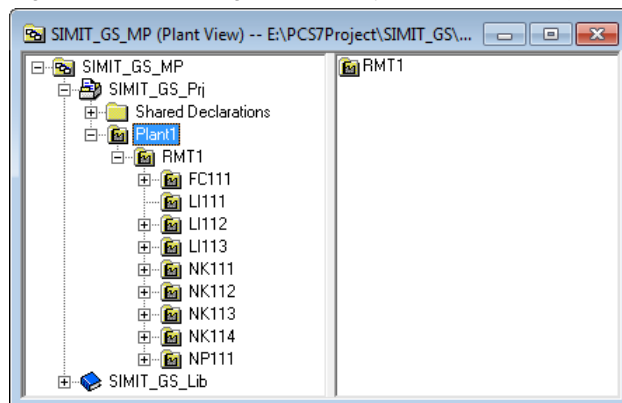 SIMIT_GS_MP (Plant View) -- E:\PCS7Project\SIMIT_GS\...
SIMIT_GS_MP
SIMIT_GS_Prj
Shared Declarations
Plant1
RMT1
FC111
LI111
LI112
LI113
NK111
NK112
NK113
NK114
NP111
SIMIT_GS_Lib
RMT1